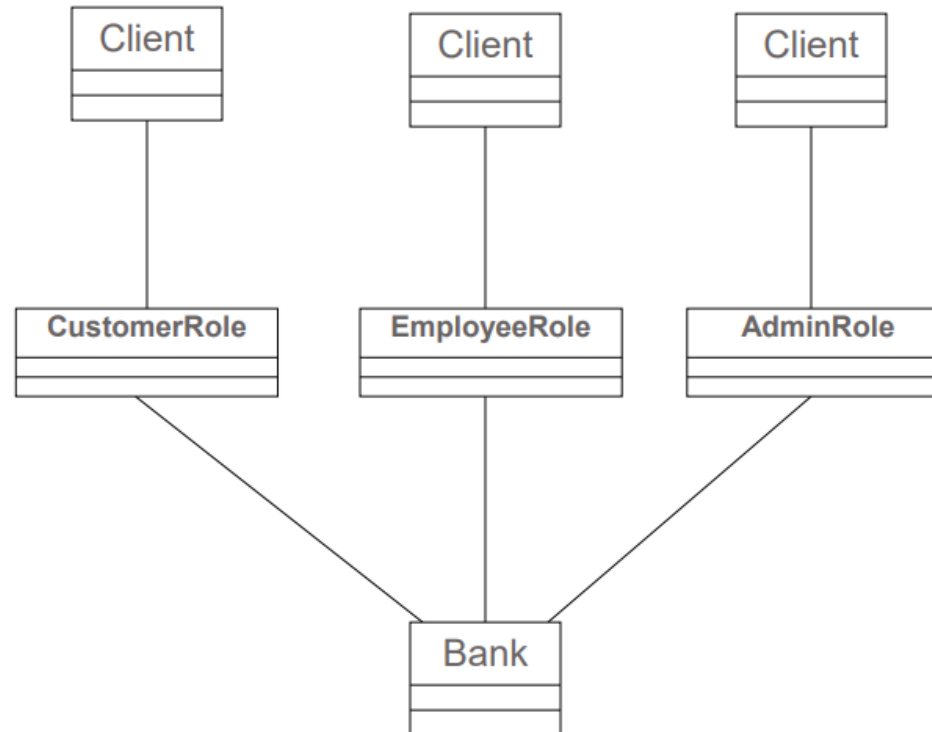 Client
Client
Client
CustomerRole
EmployeeRole
AdminRole
Bank